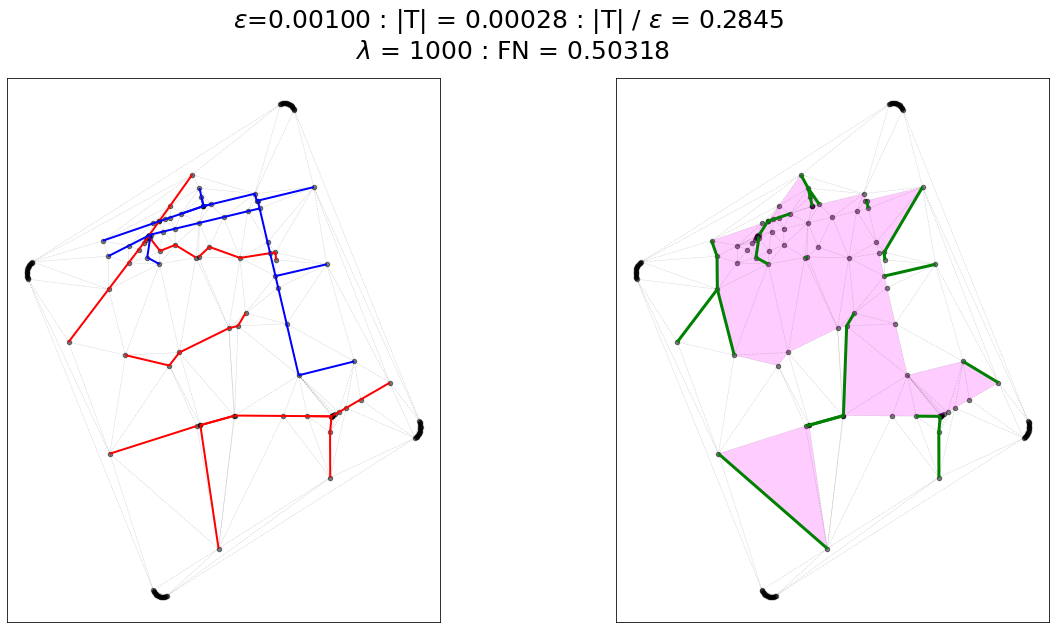 ε=0.00100 : |T| = 0.00028 : |T| / ε = 0.2845
λ = 1000 : FN = 0.50318